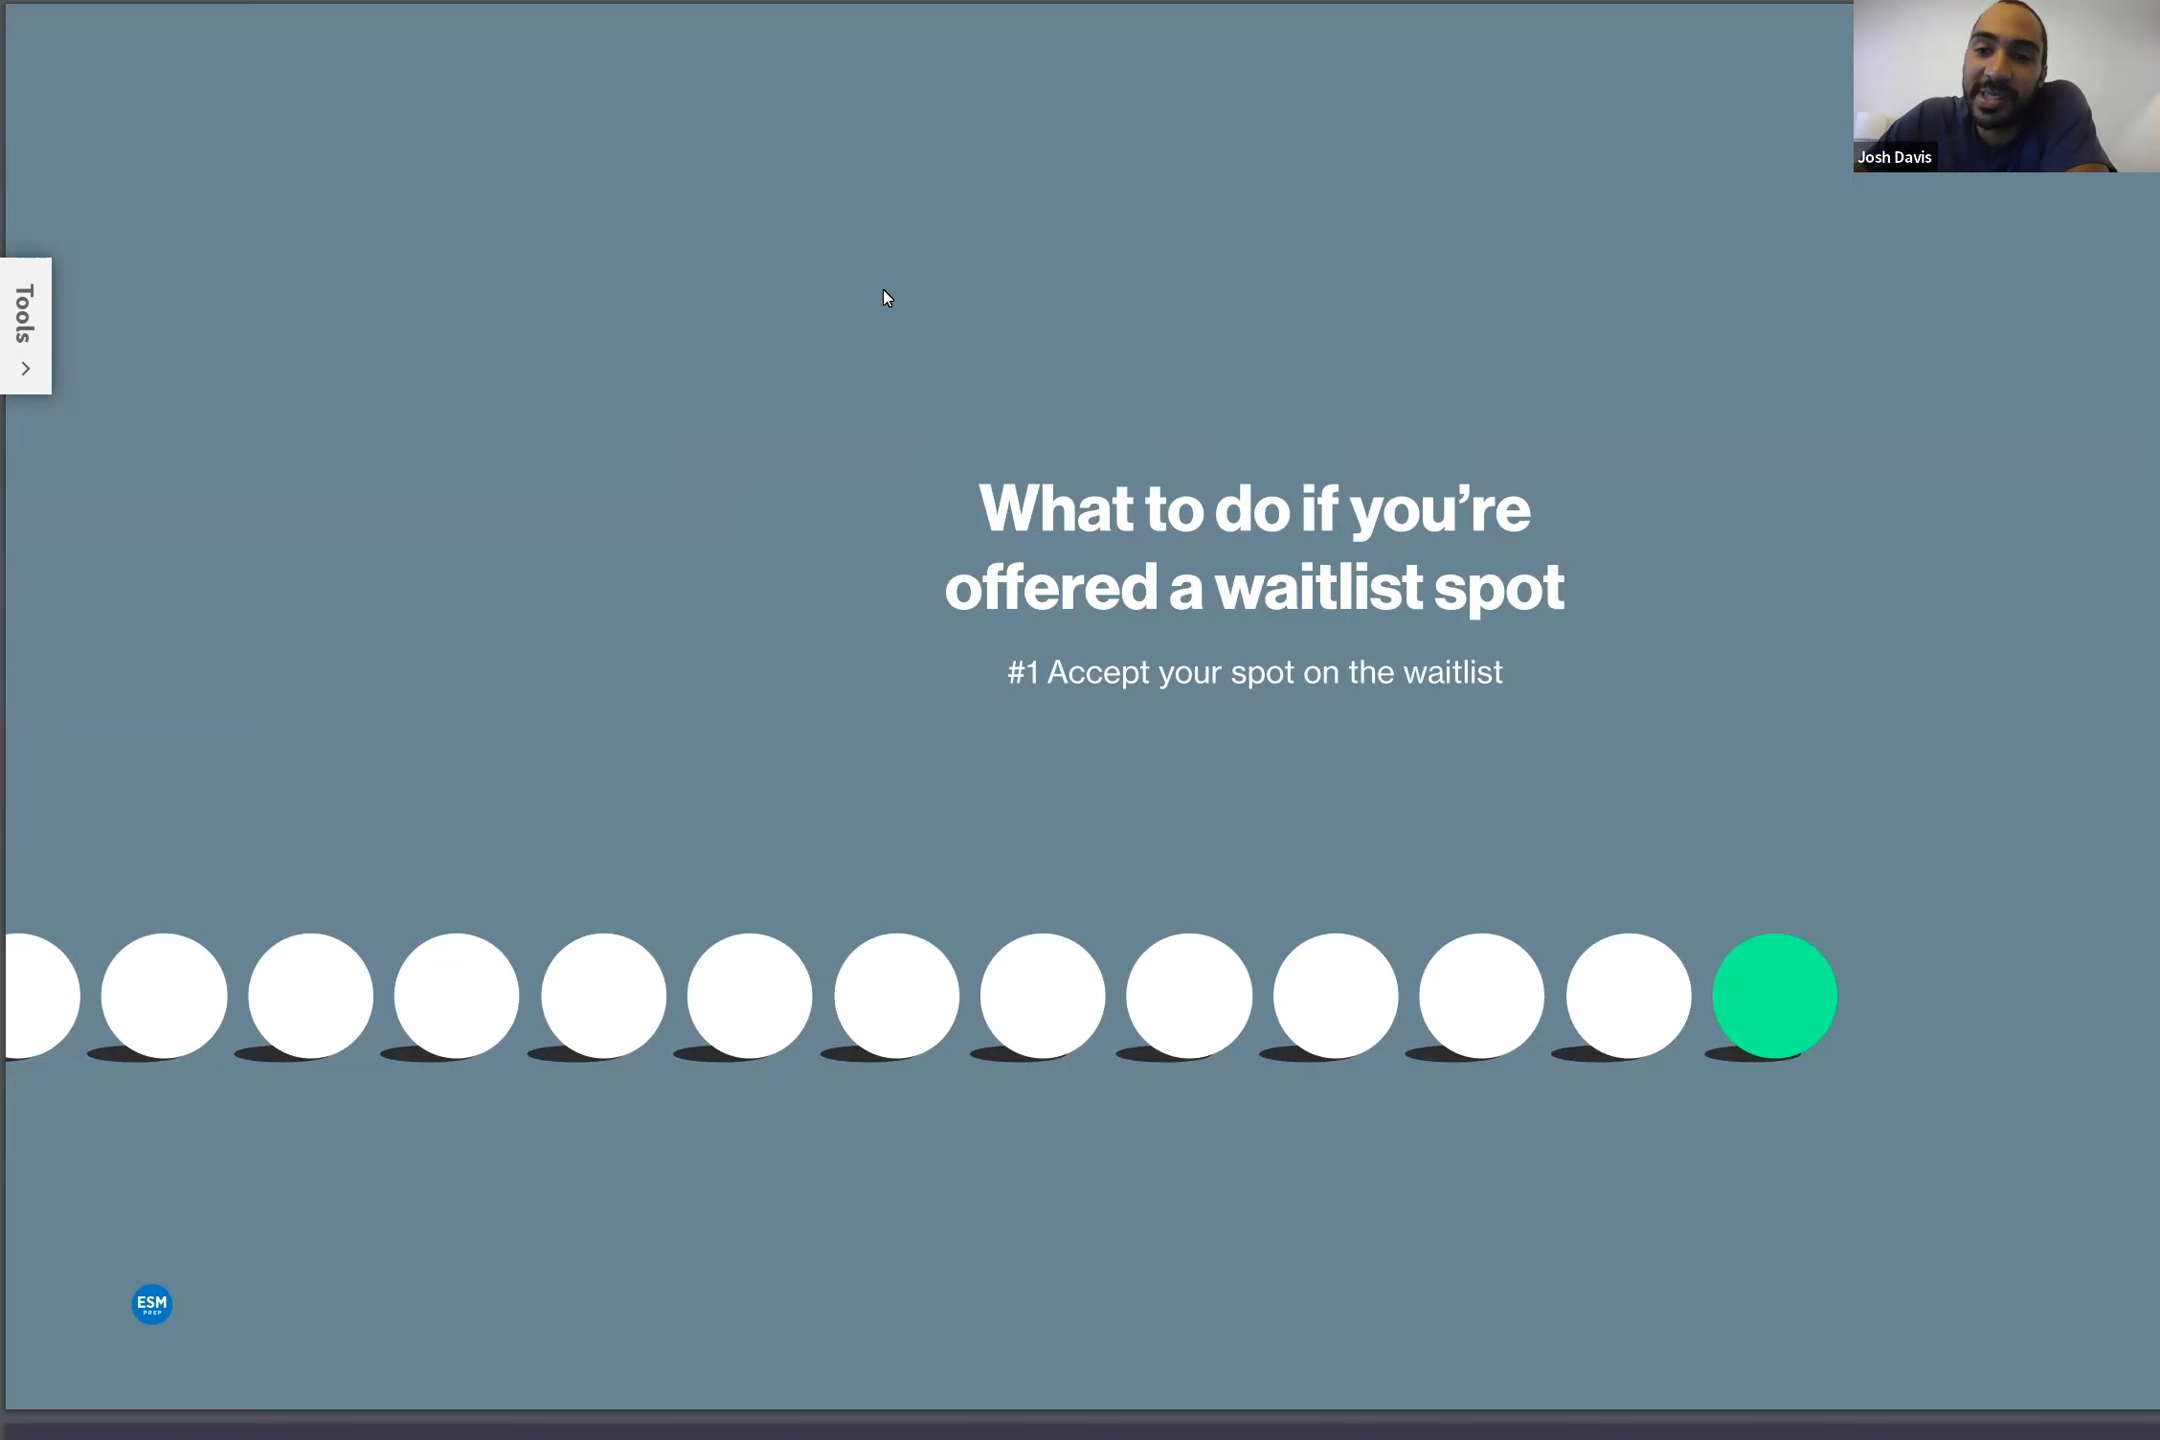 Josh Davis
Tools
What to do if you’re
offered a waitlist spot
#1 Accept your spot on the waitlist
ESM
PREP